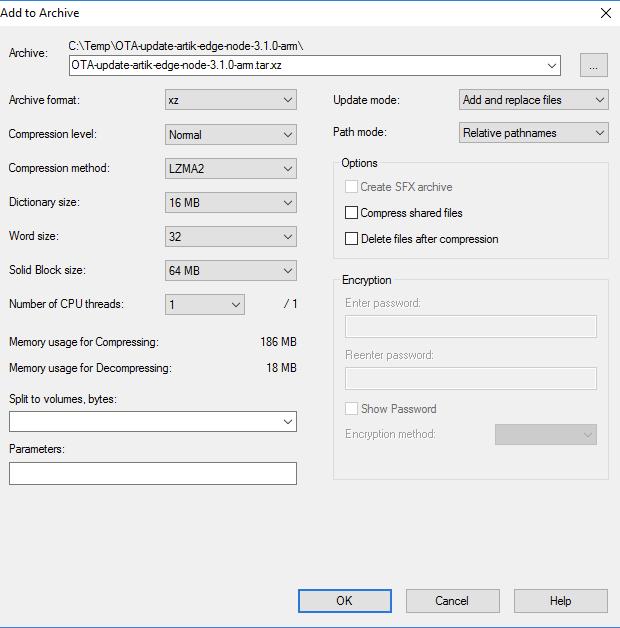 Add to Archive
Archive:
C:\Temp\OTA-update-artik-edge-node-3.1.0-arm\
OTA-update-artik-edge-node-3.1.0-arm.tar.xz
...
Archive format:
xz
Compression level:
Normal
Compression method:
LZMA2
Dictionary size:
16 MB
Word size:
32
Solid Block size:
64 MB
Number of CPU threads:
1
/ 1
Memory usage for Compressing:
186 MB
Memory usage for Decompressing:
18 MB
Split to volumes, bytes:
Parameters:
Update mode:
Add and replace files
Path mode:
Relative pathnames
Options
Create SFX archive
Compress shared files
Delete files after compression
Encryption
Enter password:
Reenter password:
Show Password
Encryption method:
OK
Cancel
Help